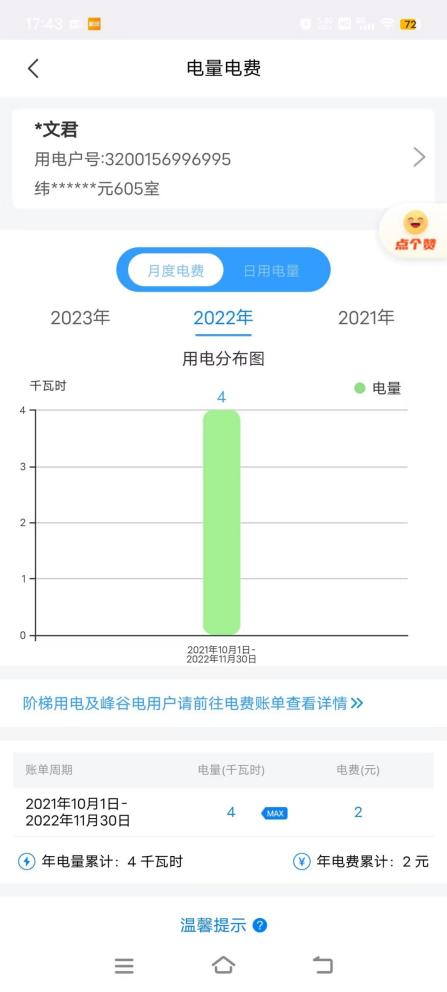 17:43
72
电量电费
*文君
用电户号:3200156996995
纬******元605室
点个赞
月度电费 日用电量
2023年 2022年 2021年
用电分布图
千瓦时 电量
4
4
3
2
1
0
2021年10月1日-
2022年11月30日
阶梯用电及峰谷电用户请前往电费账单查看详情
账单周期 电量(千瓦时) 电费(元)
2021年10月1日-
2022年11月30日
4 MAX 2
年电量累计：4 千瓦时 ¥ 年电费累计：2 元
温馨提示 ?